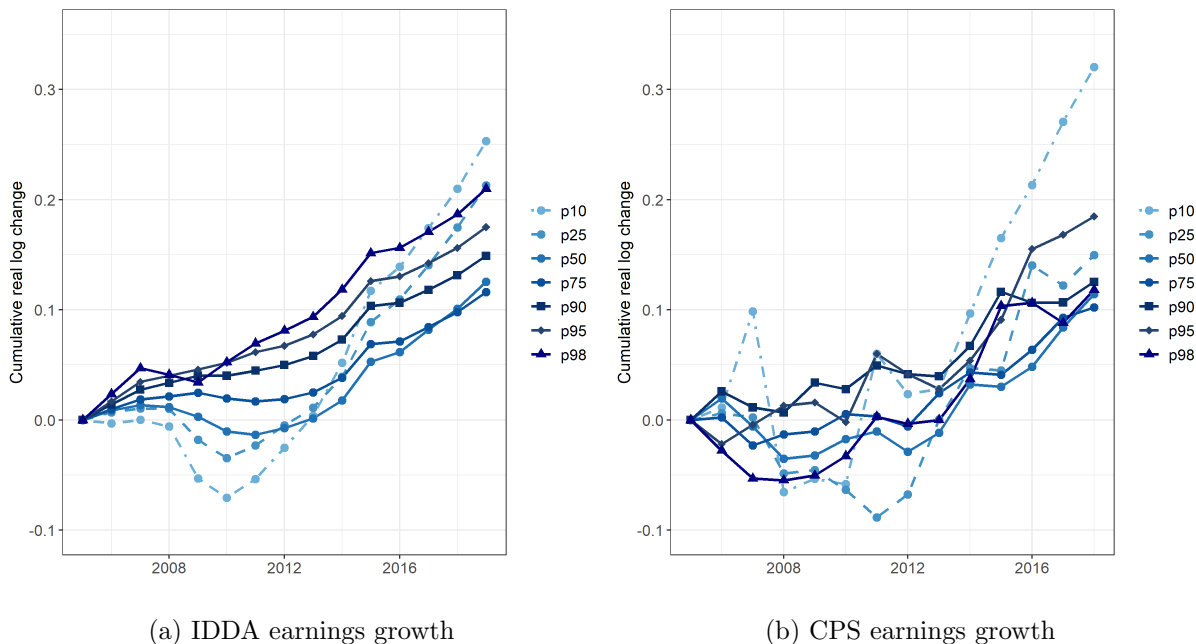 Cumulative real log change
0.3
0.2
0.1
0.0
-0.1
2008
2012
2016
p10
p25
p50
p75
p90
p95
p98
(a) IDDA earnings growth
Cumulative real log change
0.3
0.2
0.1
0.0
-0.1
2008
2012
2016
p10
p25
p50
p75
p90
p95
p98
(b) CPS earnings growth